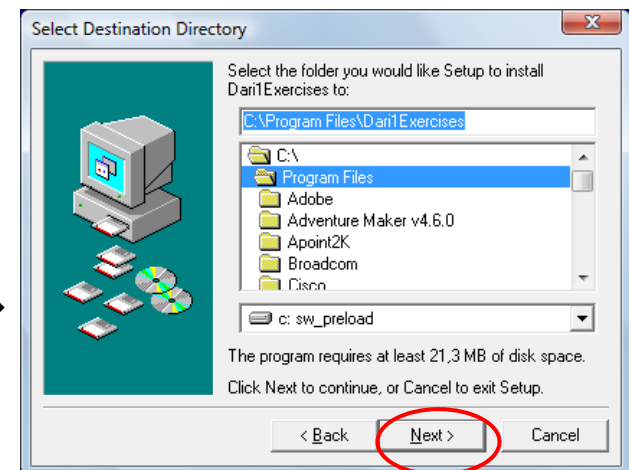 Select Destination Directory
Select the folder you would like Setup to install
Dari1Exercises to:
C:\Program Files\Dari1Exercises
C:\
Program Files
Adobe
Adventure Maker v4.6.0
Apoint2K
Broadcom
Cisco
c: sw_preload
The program requires at least 21,3 MB of disk space.
Click Next to continue, or Cancel to exit Setup.
< Back
Next >
Cancel